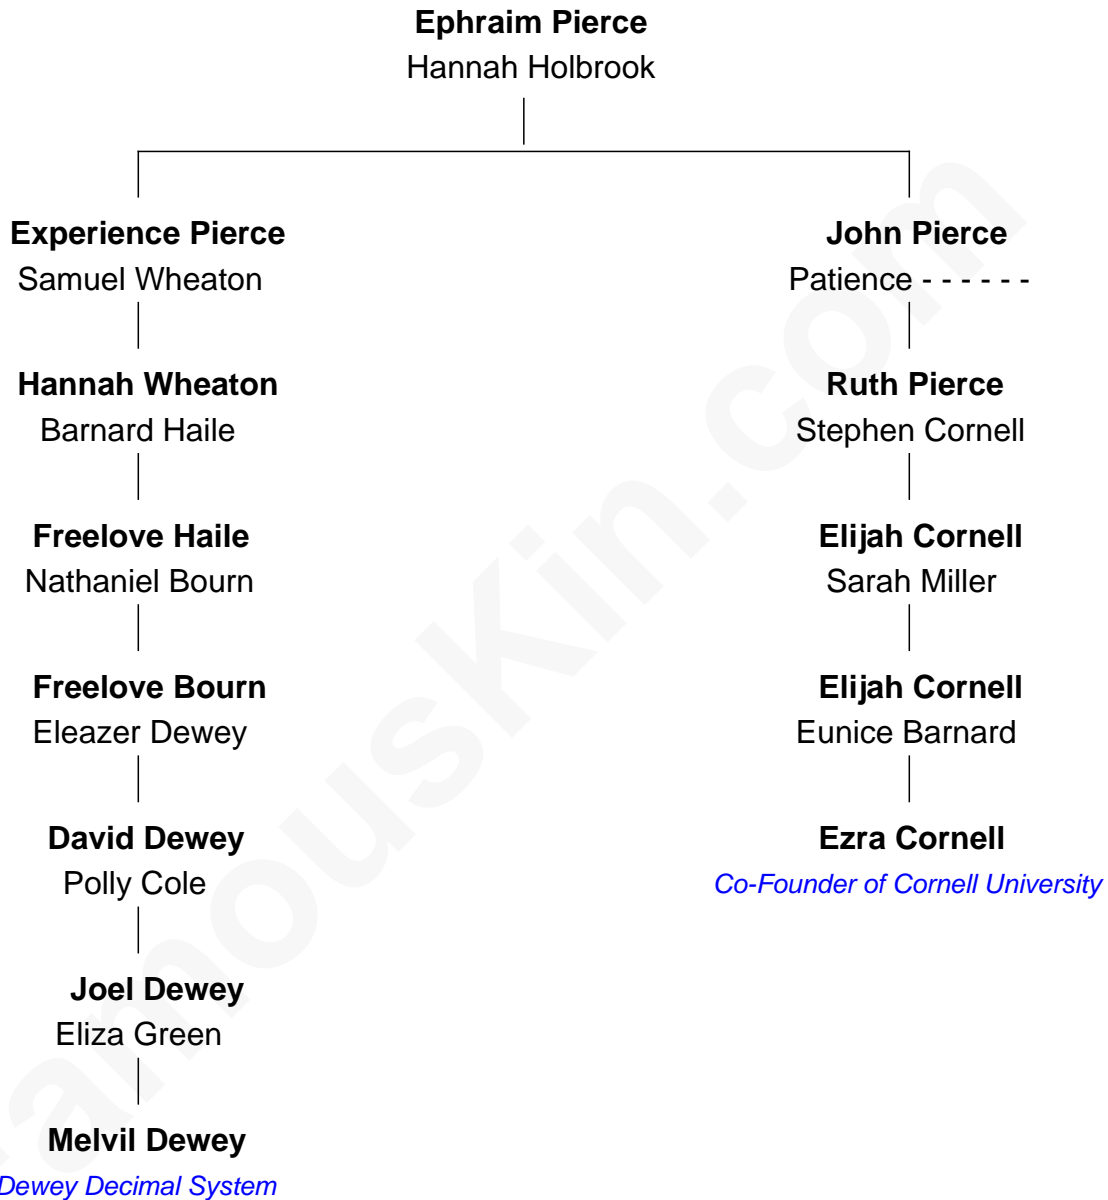 Ephraim Pierce
Hannah Holbrook
Experience Pierce
Samuel Wheaton
John Pierce
Patience - - - - - -
Hannah Wheaton
Barnard Haile
Ruth Pierce
Stephen Cornell
Freelove Haile
Nathaniel Bourn
Elijah Cornell
Sarah Miller
Freelove Bourn
Eleazer Dewey
Elijah Cornell
Eunice Barnard
David Dewey
Polly Cole
Ezra Cornell
Co-Founder of Cornell University
Joel Dewey
Eliza Green
Melvil Dewey
Dewey Decimal System
FamousKin.com